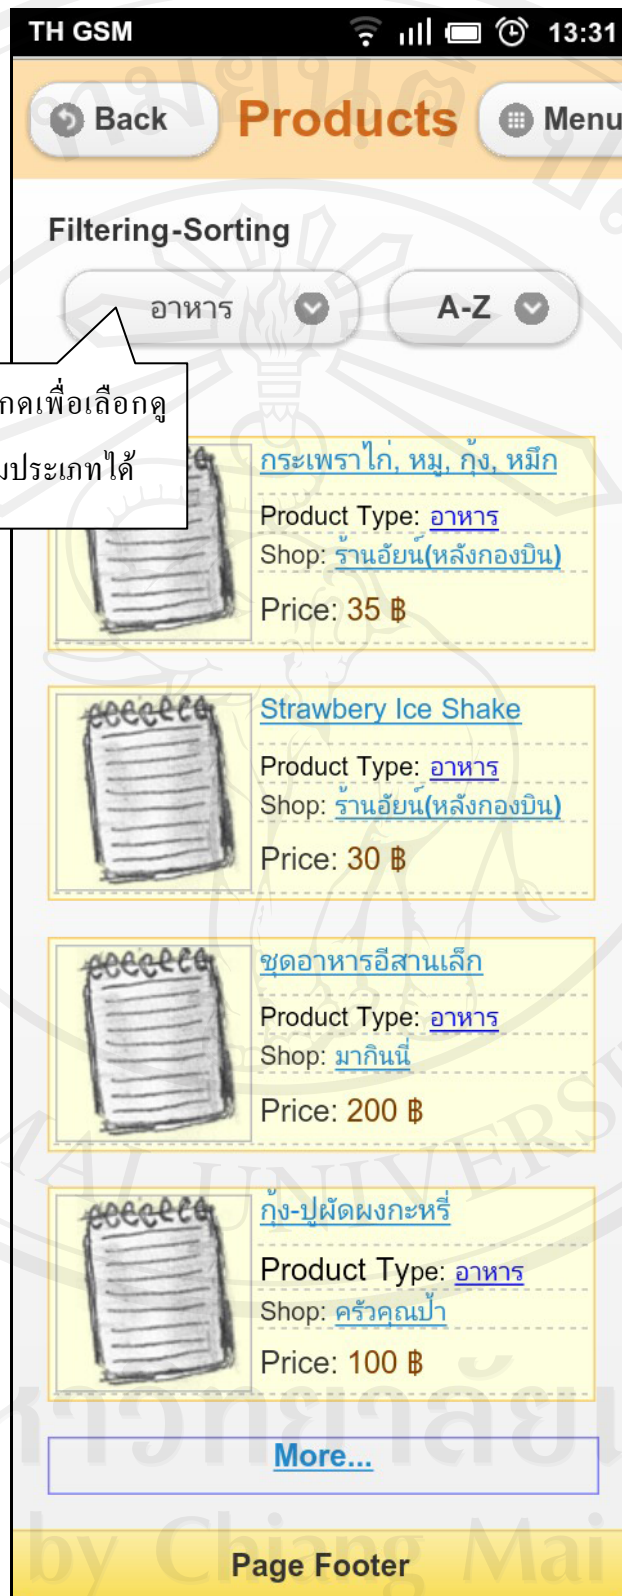 TH GSM 13:31
Back Products Menu
Filtering-Sorting
อาหาร A-Z
กดเพื่อเลือกดู
มประเภทได้
กระเพราไก่, หมู, กุ้ง, หมึก
Product Type: อาหาร
Shop: ร้านอัยน์(หลังกองบิน)
Price: 35 ฿
Strawbery Ice Shake
Product Type: อาหาร
Shop: ร้านอัยน์(หลังกองบิน)
Price: 30 ฿
ชุดอาหารอีสานเล็ก
Product Type: อาหาร
Shop: มากินนี่
Price: 200 ฿
กุ้ง-ปูผัดผงกะหรี่
Product Type: อาหาร
Shop: ครัวคุณป้า
Price: 100 ฿
More...
by Chiang Mai
Page Footer